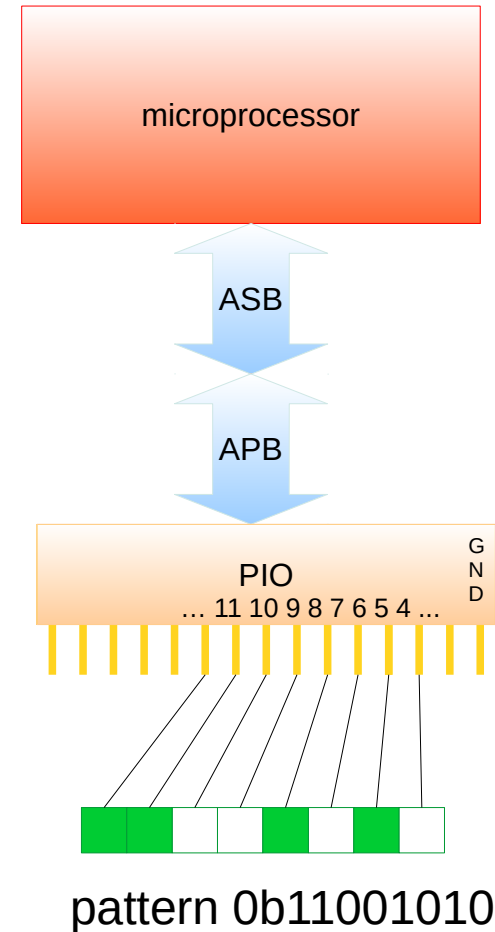 microprocessor
ASB
APB
G
N
D
PIO
... 11 10 9 8 7 6 5 4 ...
pattern 0b11001010